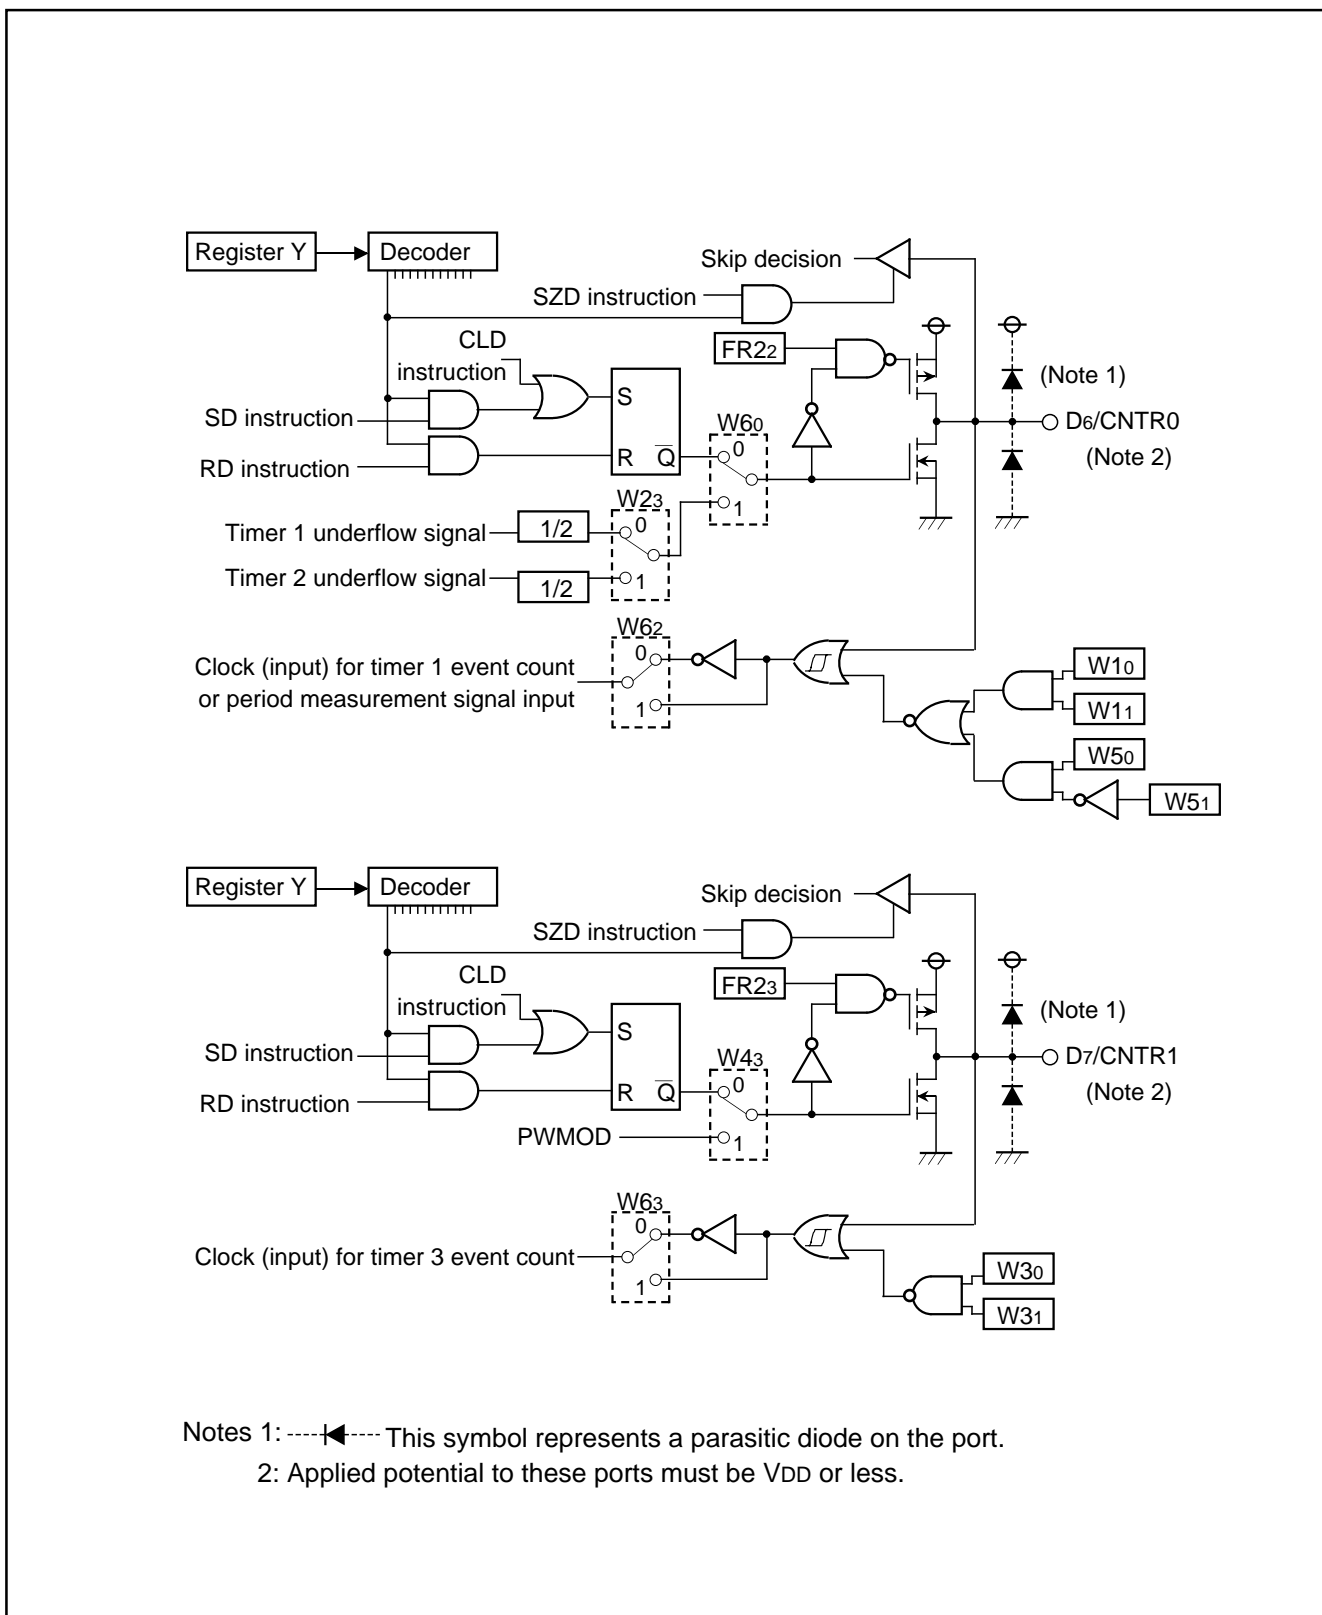 Register Y
Decoder
Skip decision
SZD instruction
CLD
instruction
FR22
(Note 1)
S
SD instruction
W60
D6/CNTR0
0
RD instruction
R
Q
(Note 2)
W23
1
Timer 1 underflow signal
1/2
0
Timer 2 underflow signal
1/2
1
W62
0
Clock (input) for timer 1 event count
or period measurement signal input
1
W10
W11
W50
W51
Register Y
Decoder
Skip decision
SZD instruction
CLD
instruction
FR23
(Note 1)
S
SD instruction
W43
D7/CNTR1
0
RD instruction
R
Q
(Note 2)
PWMOD
1
W63
0
Clock (input) for timer 3 event count
1
W30
W31
Notes 1: This symbol represents a parasitic diode on the port.
2: Applied potential to these ports must be VDD or less.